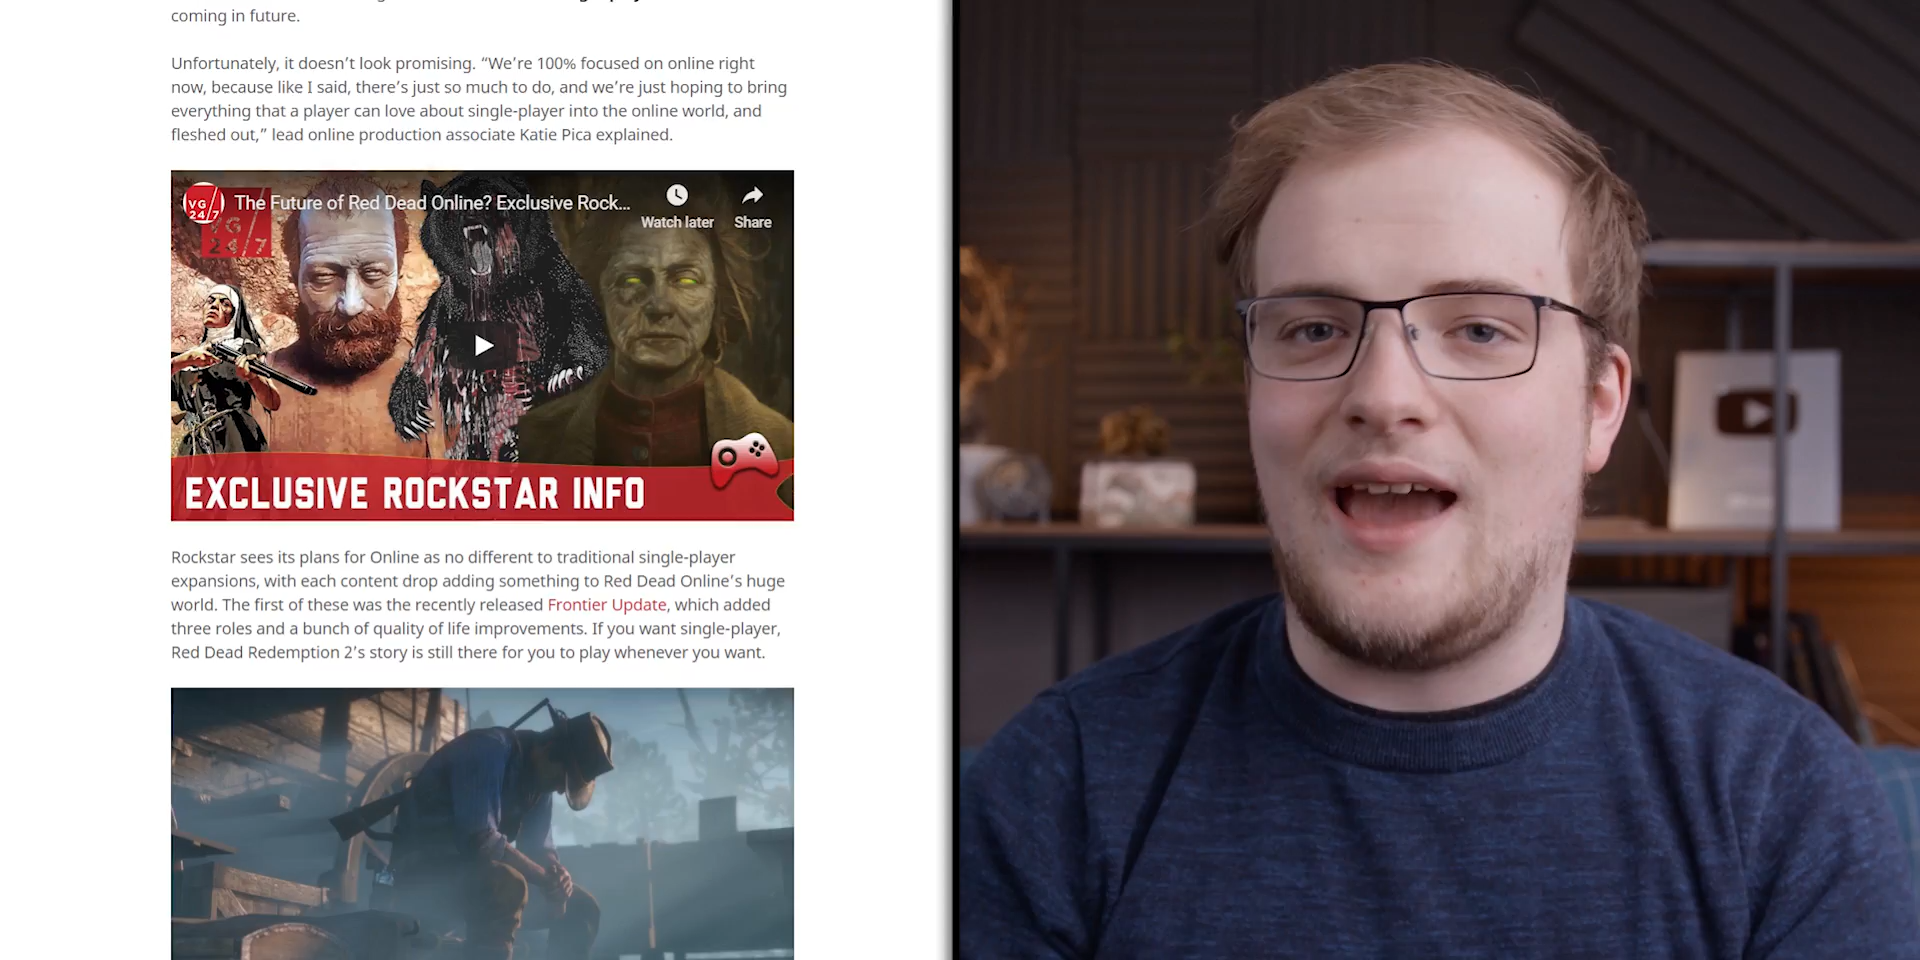 coming in future.
Unfortunately, it doesn’t look promising. “We’re 100% focused on online right
now, because like I said, there’s just so much to do, and we’re just hoping to bring
everything that a player can love about single-player into the online world, and
fleshed out,” lead online production associate Katie Pica explained.
VG
24/7
The Future of Red Dead Online? Exclusive Rock...
Watch later
Share
VG
24/7
EXCLUSIVE ROCKSTAR INFO
Rockstar sees its plans for Online as no different to traditional single-player
expansions, with each content drop adding something to Red Dead Online’s huge
world. The first of these was the recently released Frontier Update, which added
three roles and a bunch of quality of life improvements. If you want single-player,
Red Dead Redemption 2’s story is still there for you to play whenever you want.